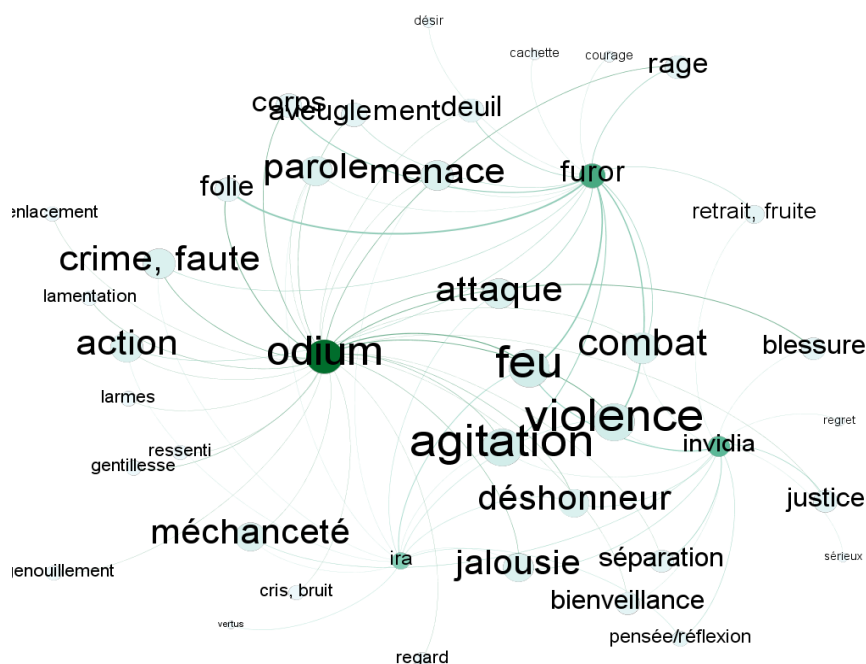 désir
cachette
courage
rage
corps
aveuglement
deuil
parole
menace
furor
folie
enlacement
retrait, fruite
crime, faute
lamentation
attaque
action
odium
feu
combat
blessure
larmes
violence
regret
agitation
invidia
ressenti
gentillesse
déshonneur
justice
méchanceté
ira
jalousie
séparation
sérieux
genouillement
cris, bruit
bienveillance
vertus
pensée/réflexion
regard